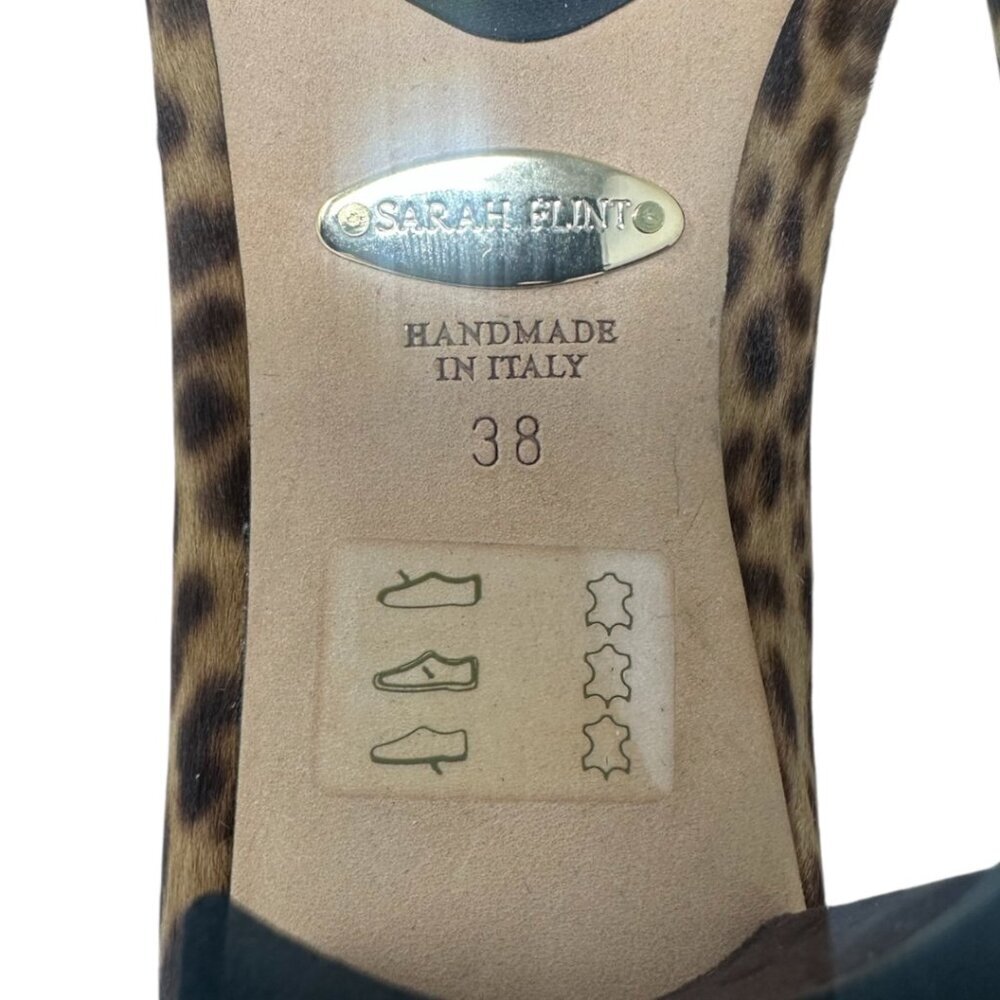 SARAH FLINT
HANDMADE
IN ITALY
38